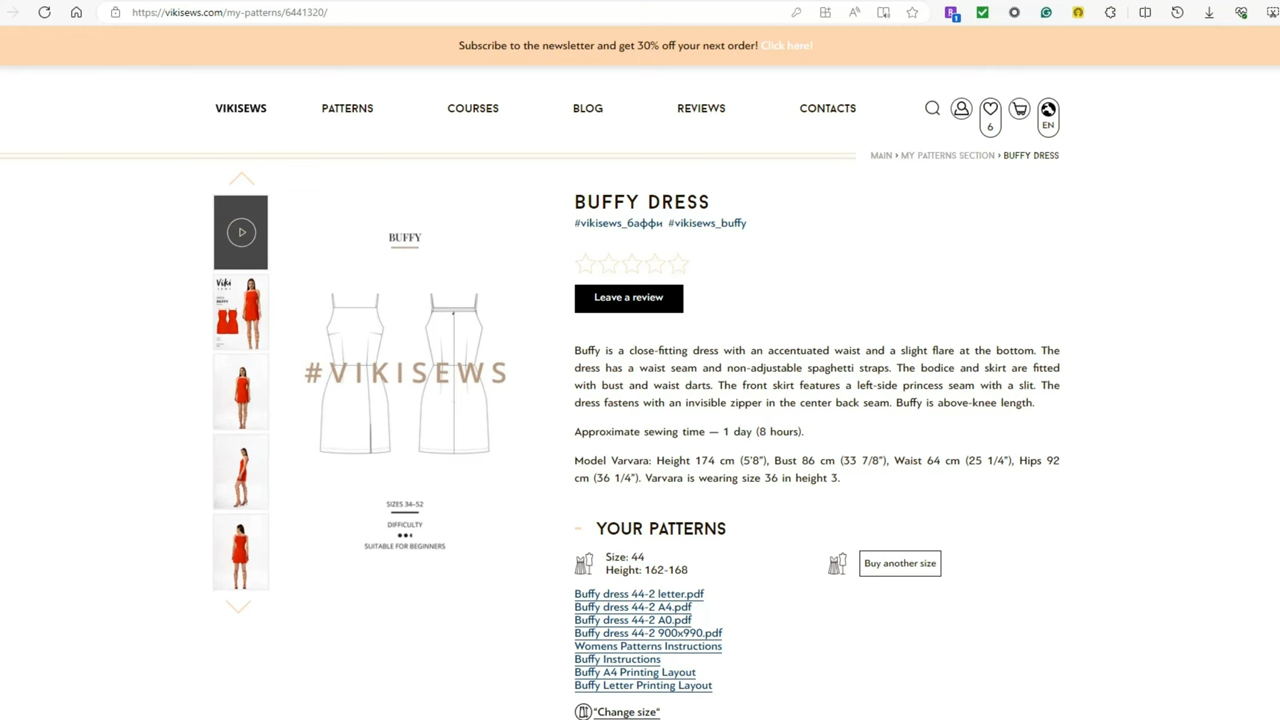 https://vikisews.com/my-patterns/6441320/
Subscribe to the newsletter and get 30% off your next order! Click here!
VIKISEWS
PATTERNS
COURSES
BLOG
REVIEWS
CONTACTS
6
EN
MAIN › MY PATTERNS SECTION › BUFFY DRESS
Viki
BUFFY
#VIKISEWS
SIZES 34–52
DIFFICULTY
SUITABLE FOR BEGINNERS
BUFFY DRESS
#vikisews_баффи #vikisews_buffy
Leave a review
Buffy is a close-fitting dress with an accentuated waist and a slight flare at the bottom. The
dress has a waist seam and non-adjustable spaghetti straps. The bodice and skirt are fitted
with bust and waist darts. The front skirt features a left-side princess seam with a slit. The
dress fastens with an invisible zipper in the center back seam. Buffy is above-knee length.
Approximate sewing time — 1 day (8 hours).
Model Varvara: Height 174 cm (5'8”), Bust 86 cm (33 7/8”), Waist 64 cm (25 1/4”), Hips 92
cm (36 1/4”). Varvara is wearing size 36 in height 3.
YOUR PATTERNS
Size: 44
Height: 162-168
Buy another size
Buffy dress 44-2 letter.pdf
Buffy dress 44-2 A4.pdf
Buffy dress 44-2 A0.pdf
Buffy dress 44-2 900x990.pdf
Womens Patterns Instructions
Buffy Instructions
Buffy A4 Printing Layout
Buffy Letter Printing Layout
"Change size"